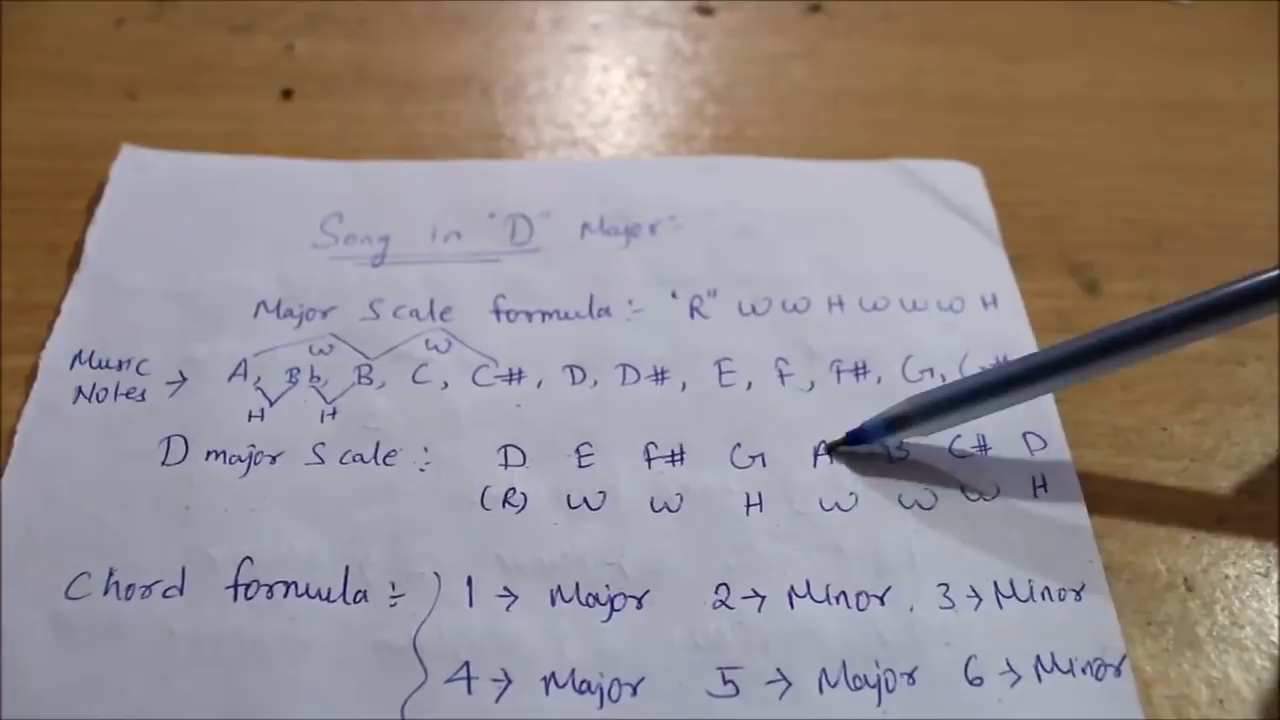 Song in "D" Major:-
Major Scale formula:- "R" W W H W W W H
W W
Music Notes → A, Bb, B, C, C#, D, D#, E, F, F#, G, G#
H H
D major Scale : D E F# G A B C# D
(R) W W H W W W H
Chord formula :- 1 → Major 2 → Minor, 3 → Minor
4 → Major 5 → Major 6 → Minor